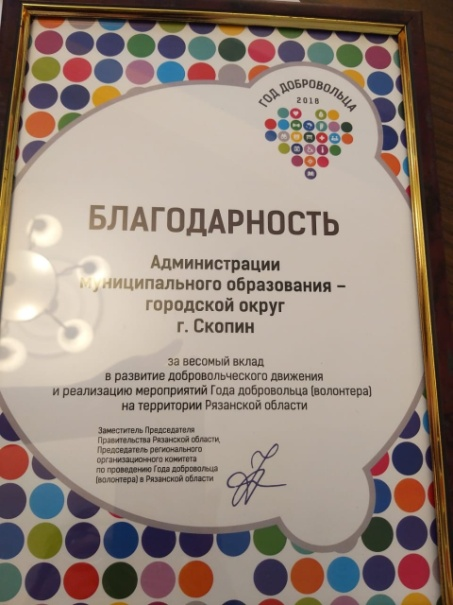 ГОД ДОБРОВОЛЬЦА
2018
БЛАГОДАРНОСТЬ
Администрации
муниципального образования –
городской округ
г. Скопин
за весомый вклад
в развитие добровольческого движения
и реализацию мероприятий Года добровольца (волонтера)
на территории Рязанской области
Заместитель Председателя
Правительства Рязанской области,
Председатель регионального
организационного комитета
по проведению Года добровольца
(волонтера) в Рязанской области